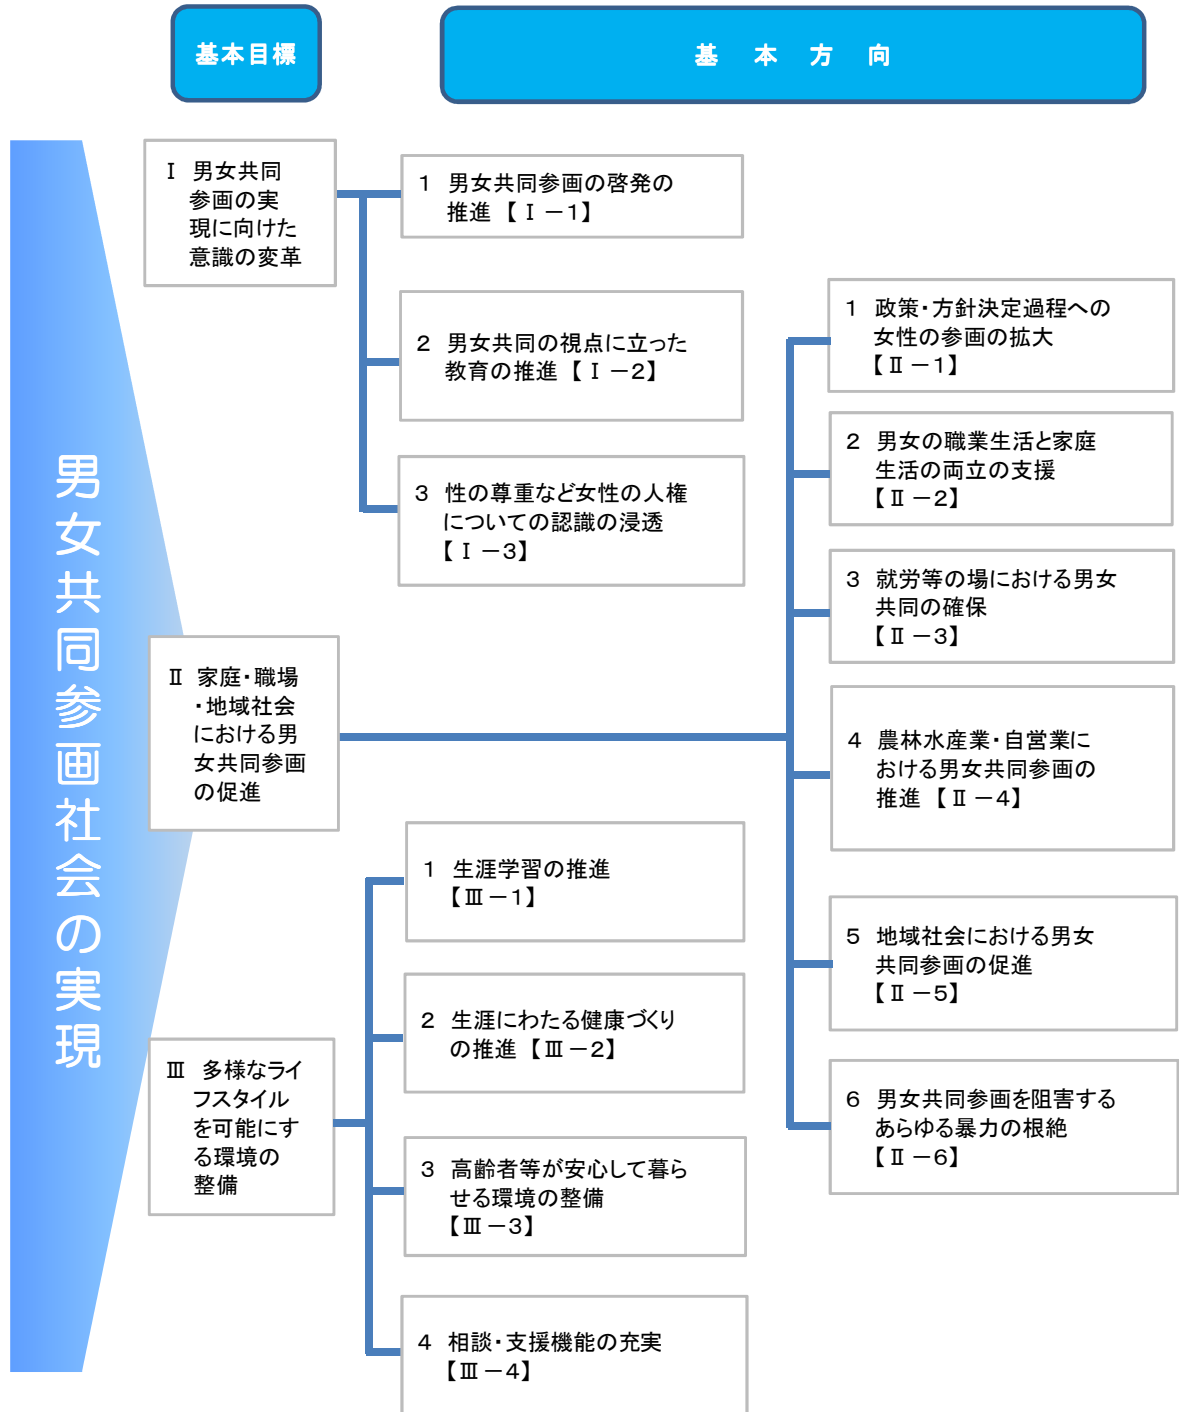 基本目標
基　本　方　向
男女共同参画社会の実現
Ⅰ 男女共同
参画の実
現に向けた
意識の変革
１ 男女共同参画の啓発の
推進【Ⅰ－１】
２ 男女共同の視点に立った
教育の推進【Ⅰ－２】
３ 性の尊重など女性の人権
についての認識の浸透
【Ⅰ－３】
Ⅱ 家庭・職場
・地域社会
における男
女共同参画
の促進
１ 政策・方針決定過程への
女性の参画の拡大
【Ⅱ－１】
２ 男女の職業生活と家庭
生活の両立の支援
【Ⅱ－２】
３ 就労等の場における男女
共同の確保
【Ⅱ－３】
４ 農林水産業・自営業に
おける男女共同参画の
推進【Ⅱ－４】
５ 地域社会における男女
共同参画の促進
【Ⅱ－５】
６ 男女共同参画を阻害する
あらゆる暴力の根絶
【Ⅱ－６】
Ⅲ 多様なライ
フスタイル
を可能にす
る環境の
整備
１ 生涯学習の推進
【Ⅲ－１】
２ 生涯にわたる健康づくり
の推進【Ⅲ－２】
３ 高齢者等が安心して暮ら
せる環境の整備
【Ⅲ－３】
４ 相談・支援機能の充実
【Ⅲ－４】